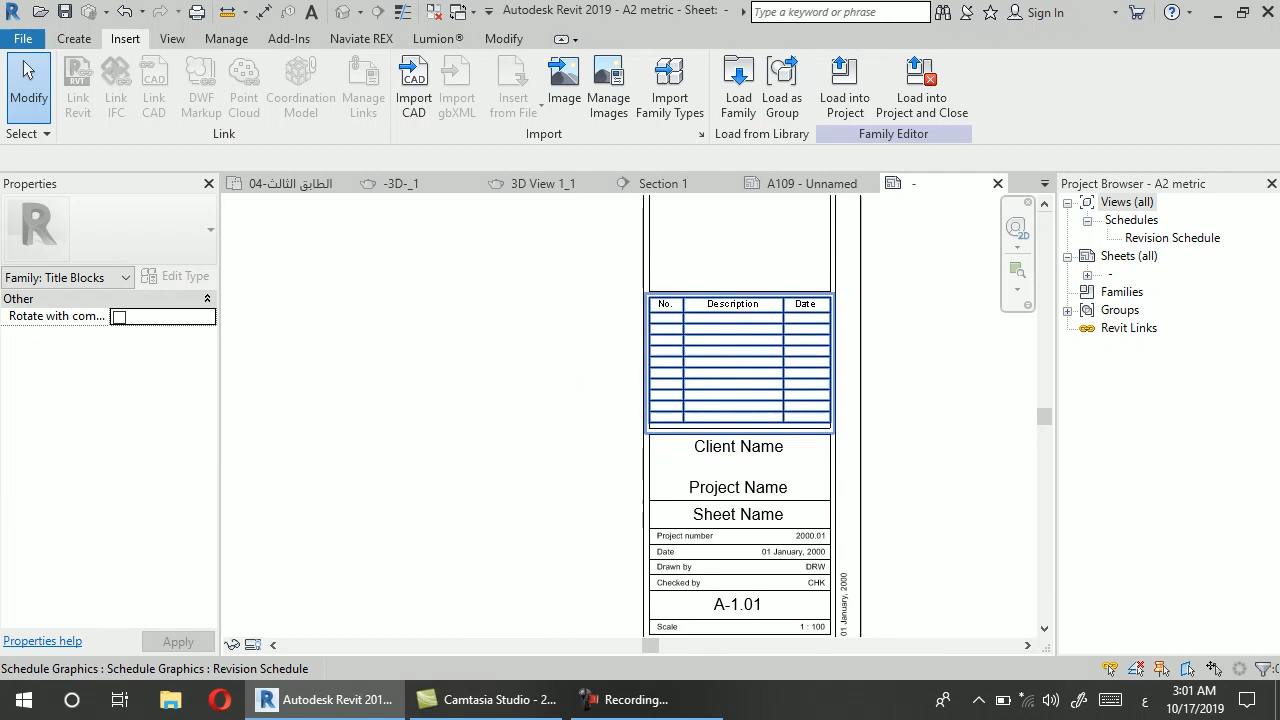 Autodesk Revit 2019 - A2 metric - Sheet: -
Type a keyword or phrase
Sign In
File Create Insert View Manage Add-Ins Naviate REX Lumion® Modify
Modify
Link Revit
Link IFC
Link CAD
DWF Markup
Point Cloud
Coordination Model
Manage Links
Import CAD
Import gbXML
Insert from File
Image
Manage Images
Import Family Types
Load Family
Load as Group
Load into Project
Load into Project and Close
Select
Link
Import
Load from Library
Family Editor
Properties
الطابق الثالث-04
-3D-_1
3D View 1_1
Section 1
A109 - Unnamed
-
Project Browser - A2 metric
Family: Title Blocks
Edit Type
Other
Rotate with com...
Properties help
Apply
No. Description Date
Client Name
Project Name
Sheet Name
Project number 2000.01
Date 01 January, 2000
Drawn by DRW
Checked by CHK
A-1.01
Scale 1 : 100
01 January, 2000
2D
Views (all)
Schedules
Revision Schedule
Sheets (all)
-
Families
Groups
Revit Links
Schedule Graphics : Schedule Graphics : Revision Schedule
:0
Autodesk Revit 201...
Camtasia Studio - 2...
Recording...
ع
3:01 AM
10/17/2019